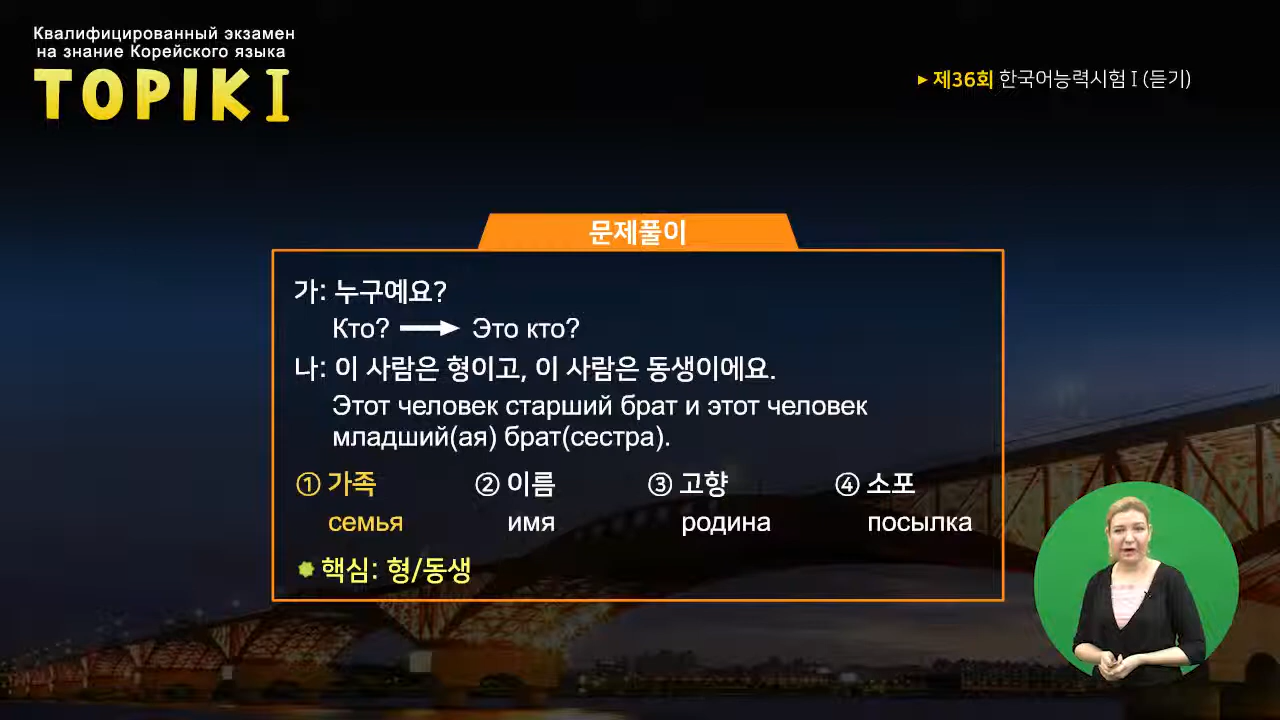 Квалифицированный экзамен
на знание Корейского языка
TOPIK I
▸ 제36회 한국어능력시험 I (듣기)
문제풀이
가: 누구예요?
Кто? → Это кто?
나: 이 사람은 형이고, 이 사람은 동생이에요.
Этот человек старший брат и этот человек
младший(ая) брат(сестра).
① 가족 ② 이름 ③ 고향 ④ 소포
семья имя родина посылка
핵심: 형/동생